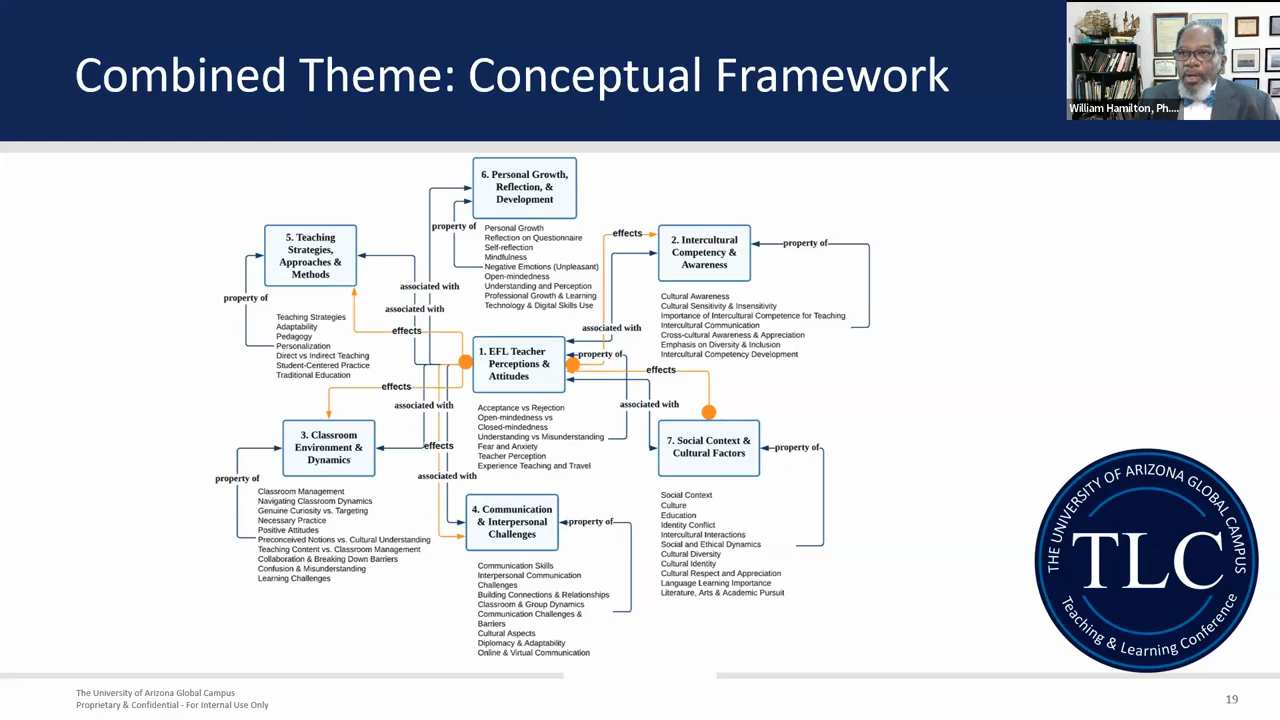 Combined Theme: Conceptual Framework
William Hamilton, Ph....
6. Personal Growth,
Reflection, &
Development
property of
Personal Growth
Reflection on Questionaire
Self-reflection
Mindfulness
Negative Emotions (Unpleasant)
Open-mindedness
Understanding and Perception
Professional Growth & Learning
Technology & Digital Skills Use
5. Teaching
Strategies,
Approaches &
Methods
property of
Teaching Strategies
Adaptability
Pedagogy
Personalization
Direct vs Indirect Teaching
Student-Centered Practice
Traditional Education
associated with
associated with
effects
effects
associated with
effects
associated with
effects
2. Intercultural
Competency &
Awareness
property of
Cultural Awareness
Cultural Sensitivity & Insensitivity
Importance of Intercultural Competence for Teaching
Intercultural Communication
Cross-cultural Awareness & Appreciation
Emphasis on Diversity & Inclusion
Intercultural Competency Development
associated with
property of
effects
associated with
1. EFL Teacher
Perceptions &
Attitudes
Acceptance vs Rejection
Open-mindedness vs
Closed-mindedness
Understanding vs Misunderstanding
Fear and Anxiety
Teacher Perception
Experience Teaching and Travel
3. Classroom
Environment &
Dynamics
property of
Classroom Management
Navigating Classroom Dynamics
Genuine Curiosity vs. Targeting
Necessary Practice
Positive Attitudes
Preconceived Notions vs. Cultural Understanding
Teaching Content vs. Classroom Management
Collaboration & Breaking Down Barriers
Confusion & Misunderstanding
Learning Challenges
4. Communication
& Interpersonal
Challenges
property of
Communication Skills
Interpersonal Communication
Challenges
Building Connections & Relationships
Classroom & Group Dynamics
Communication Challenges &
Barriers
Cultural Aspects
Diplomacy & Adaptability
Online & Virtual Communication
7. Social Context &
Cultural Factors
property of
Social Context
Culture
Education
Identity Conflict
Intercultural Interactions
Social and Ethical Dynamics
Cultural Diversity
Cultural Identity
Cultural Respect and Appreciation
Language Learning Importance
Literature, Arts & Academic Pursuit
THE UNIVERSITY OF ARIZONA GLOBAL CAMPUS
TLC
Teaching & Learning Conference
The University of Arizona Global Campus
Proprietary & Confidential - For Internal Use Only
19